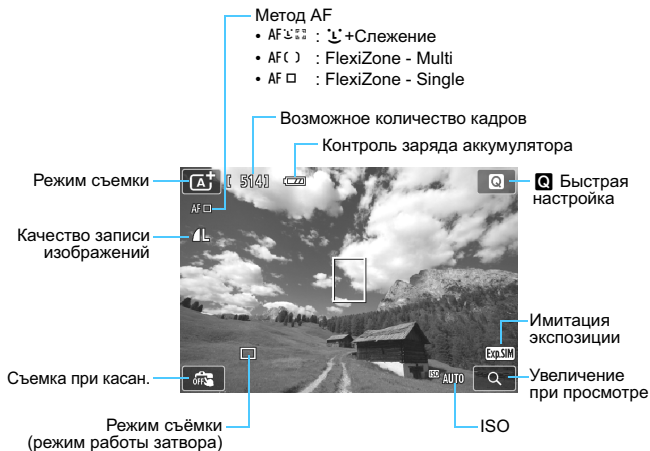 Метод AF
• AF : +Слежение
• AF( ) : FlexiZone - Multi
• AF □ : FlexiZone - Single
Возможное количество кадров
Контроль заряда аккумулятора
Режим съемки
A+ [ 514] Q
Q Быстрая
настройка
AF □
Качество записи
изображений
L
Имитация
экспозиции
Exp.SIM
Съемка при касан.
OFF
ISO AUTO
Увеличение
при просмотре
Режим съёмки
(режим работы затвора)
ISO